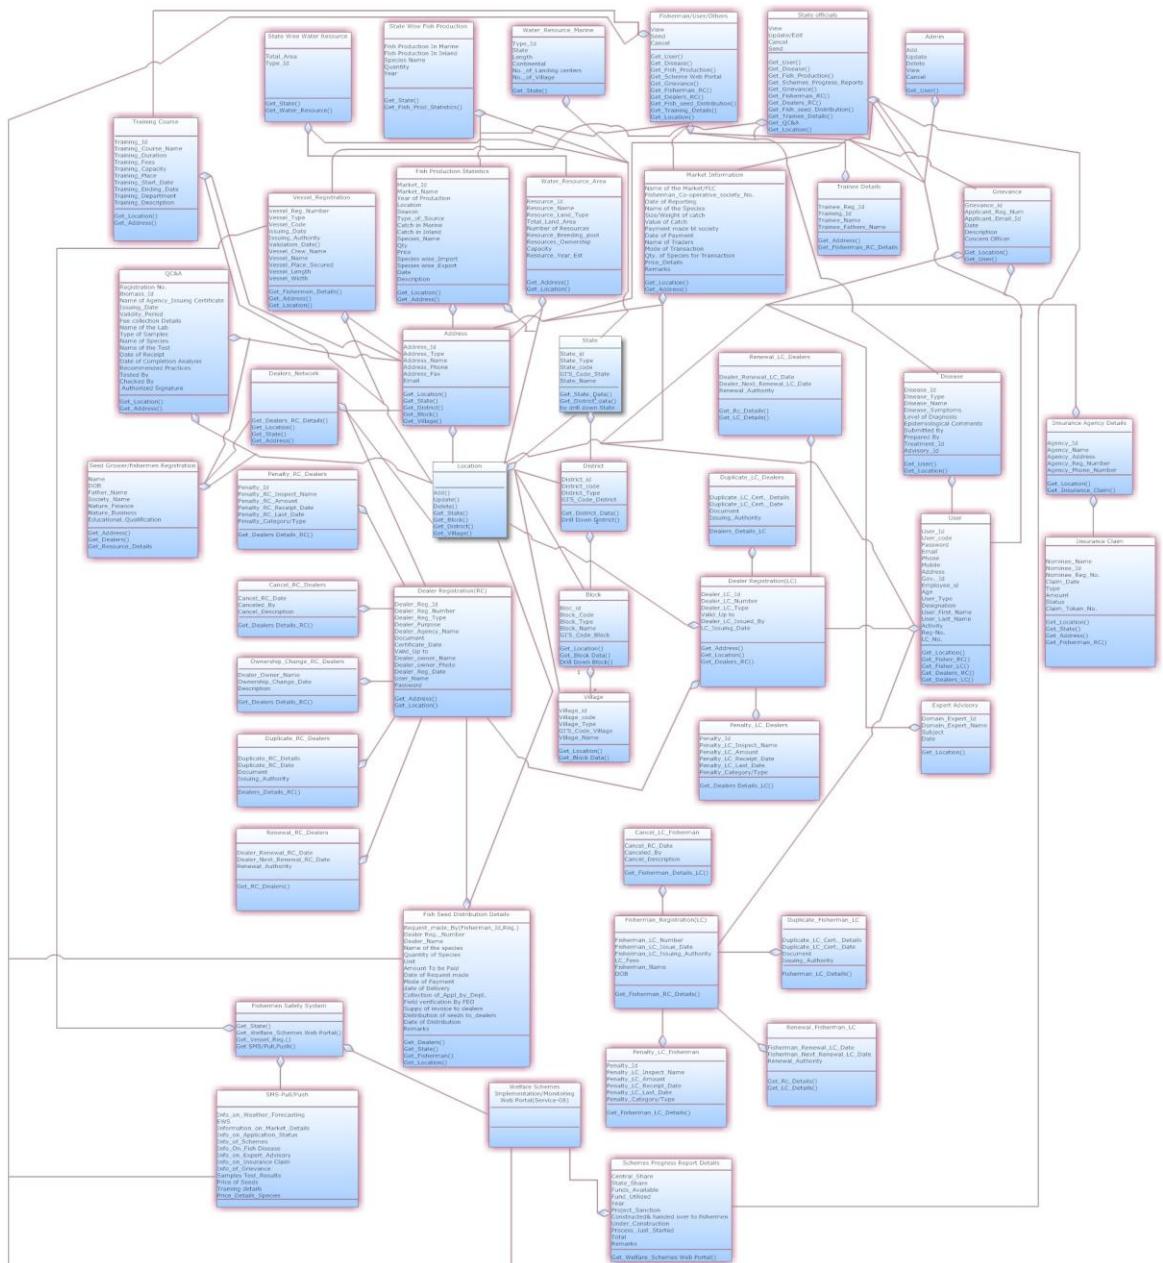 State Wise Water Resource
Total_Area
Type_Id
Get_State()
Get_Water_Resource()
State Wise Fish Production
Fish Production In Marine
Fish Production In Inland
Species Name
Quantity
Year
Get_State()
Get_Fish_Prod_Statistics()
Water_Resource_Marine
Type_Id
State
Length
Continental
No._of_Landing centers
No._of_Village
Get_State()
Fisherman/User/Others
View
Send
Cancel
Get_User()
Get_Disease()
Get_Fish_Production()
Get_Scheme Web Portal
Get_Grievance()
Get_Fisherman_RC()
Get_Dealers_RC()
Get_Fish_seed_Distribution()
Get_Training_Details()
Get_Location()
State officials
View
Update/Edit
Cancel
Send
Get_User()
Get_Disease()
Get_Fish_Production()
Get_Schemes_Progress_Reports
Get_Grievance()
Get_Fisherman_RC()
Get_Dealers_RC()
Get_Fish_seed_Distribution()
Get_Trainee_Details()
Get_QC&A
Get_Location()
Admin
Add
Update
Delete
View
Cancel
Get_User()
Training Course
Training_Id
Training_Course_Name
Training_Duration
Training_Fees
Training_Capacity
Training_Place
Training_Start_Date
Training_Ending_Date
Training_Department
Training_Description
Get_Location()
Get_Address()
Vessel_Registration
Vessel_Reg_Number
Vessel_Type
Vessel_Code
Issuing_Date
Issuing_Authority
Validation_Date()
Vessel_Crew_Name
Vessel_Name
Vessel_Place_Secured
Vessel_Length
Vessel_Width
Get_Fisherman_Details()
Get_Address()
Get_Location()
Fish Production Statistics
Market_Id
Market_Name
Year of Production
Location
Season
Type_of_Source
Catch in Marine
Catch in Inland
Species_Name
Qty
Price
Species wise_Import
Species wise_Export
Date
Description
Get_Location()
Get_Address()
Water_Resource_Area
Resource_Id
Resource_Name
Resource_Land_Type
Total_Land_Area
Number of Resources
Resource_Breeding_pool
Resources_Ownership
Capacity
Resource_Year_Est
Get_Address()
Get_Location()
Market Information
Name of the Market/FLC
Fisherman_Co-operative_society_No.
Date of Reporting
Name of the Species
Size/Weight of catch
Value of Catch
Payment made bt society
Date of Payment
Name of Traders
Mode of Transaction
Qty. of Species for Transaction
Price_Details
Remarks
Get_Location()
Get_Address()
Trainee Details
Trainee_Reg_Id
Training_Id
Trainee_Name
Trainee_Fathers_Name
Get_Address()
Get_Fisherman_RC_Details
Grievance
Grievance_Id
Applicant_Reg_Num
Applicant_Email_Id
Date
Description
Concern Officer
Get_Location()
Get_User()
QC&A
Registration No.
Biomass_Id
Name of Agency_Issuing Certificate
Issuing_Date
Validity_Period
Fee collection Details
Name of the Lab
Type of Samples
Name of Species
Name of the Test
Date of Receipt
Date of Completion Analysis
Recommended Practices
Tested By
Checked By
Authorized Signature
Get_Location()
Get_Address()
Address
Address_Id
Address_Type
Address_Name
Address_Phone
Address_Fax
Email
Get_Location()
Get_State()
Get_District()
Get_Block()
Get_Village()
State
State_id
State_Type
State_code
GIS_Code_State
State_Name
Get_State_Data()
Get_District_data()
by drill down State
Renewal_LC_Dealers
Dealer_Renewal_LC_Date
Dealer_Next_Renewal_LC_Date
Renewal_Authority
Get_Rc_Details()
Get_LC_Details()
Dealers_Network
Get_Dealers_RC_Details()
Get_Location()
Get_State()
Get_Address()
Disease
Disease_Id
Disease_Type
Disease_Name
Disease_Symptoms
Level of Diagnosis
Epidemiological Comments
Submitted By
Prepared By
Treatment_Id
Advisory_Id
Get_User()
Get_Location()
Insurance Agency Details
Agency_Id
Agency_Name
Agency_Address
Agency_Reg_Number
Agency_Phone_Number
Get_Location()
Get_Insurance_Claim()
Seed Grower/fishermen Registration
Name
DOB
Father_Name
Society_Name
Nature_Finance
Nature_Business
Educational_Qualification
Get_Address()
Get_Dealers()
Get_Resource_Details
Penalty_RC_Dealers
Penalty_Id
Penalty_RC_Inspect_Name
Penalty_RC_Amount
Penalty_RC_Receipt_Date
Penalty_RC_Last_Date
Penalty_Category/Type
Get_Dealers Details_RC()
Location
Add()
Update()
Delete()
Get_State()
Get_Block()
Get_District()
Get_Village()
District
District_id
District_code
District_Type
GIS_Code_District
Get_District_Data()
Drill Down District()
Duplicate_LC_Dealers
Duplicate_LC_Cert._Details
Duplicate_LC_Cert._Date
Document
Issuing_Authority
Dealers_Details_LC
User
User_Id
User_code
Password
Email
Phone
Mobile
Address
Gov._Id
Employee_id
Age
User_Type
Designation
User_First_Name
User_Last_Name
Activity
Reg-No.
LC_No.
Get_Location()
Get_Fisher_RC()
Get_Fisher_LC()
Get_Dealers_RC()
Get_Dealers_LC()
Insurance Claim
Nominee_Name
Nominee_Id
Nominee_Reg_No.
Claim_Date
Type
Amount
Status
Claim_Token_No.
Get_Location()
Get_State()
Get_Address()
Get_Fisherman_RC()
Cancel_RC_Dealers
Cancel_RC_Date
Canceled_By
Cancel_Description
Get_Dealers Details_RC()
Dealer Registration(RC)
Dealer_Reg_Id
Dealer_Reg_Number
Dealer_Reg_Type
Dealer_Purpose
Dealer_Agency_Name
Document
Certificate_Date
Valid_Up to
Dealer_owner_Name
Dealer_owner_Photo
Dealer_Reg_Date
User_Name
Password
Get_Address()
Get_Location()
Block
Bloc_id
Block_Code
Block_Type
Block_Name
GIS_Code_Block
Get_Location()
Get_Block Data()
Drill Down Block()
1
Dealer Registration(LC)
Dealer_LC_Id
Dealer_LC_Number
Dealer_LC_Type
Valid_Up to
Dealer_LC_Issued_By
LC_Issuing_Date
Get_Address()
Get_Location()
Get_Dealers_RC()
Ownership_Change_RC_Dealers
Dealer_Owner_Name
Ownership_Change_Date
Description
Get_Dealers Details_RC()
Village
Village_id
Village_code
Village_Type
GIS_Code_Village
Village_Name
Get_Location()
Get_Block Data()
Penalty_LC_Dealers
Penalty_Id
Penalty_LC_Inspect_Name
Penalty_LC_Amount
Penalty_LC_Receipt_Date
Penalty_LC_Last_Date
Penalty_Category/Type
Get_Dealers Details_LC()
Expert Advisory
Domain_Expert_Id
Domain_Expert_Name
Subject
Date
Get_Location()
Duplicate_RC_Dealers
Duplicate_RC_Details
Duplicate_RC_Date
Document
Issuing_Authority
Dealers_Details_RC()
Renewal_RC_Dealers
Dealer_Renewal_RC_Date
Dealer_Next_Renewal_RC_Date
Renewal_Authority
Get_RC_Dealers()
Cancel_LC_Fisherman
Cancel_RC_Date
Canceled_By
Cancel_Description
Get_Fisherman_Details_LC()
Fish Seed Distribution Details
Request_made_By(Fisherman_Id,Reg.)
Dealer Reg._Number
Dealer_Name
Name of the species
Quantity of Species
Unit
Amount To be Paid
Date of Request made
Mode of Payment
date of Delivery
Collection of_Appl_by_Dept.
Field verification By FEO
Supply of invoice to dealers
Distribution of seeds to_dealers
Date of Distribution
Remarks
Get_Dealers()
Get_State()
Get_Fisherman()
Get_Location()
Fisherman_Registration(LC)
Fisherman_LC_Number
Fisherman_LC_Issue_Date
Fisherman_LC_Issuing_Authority
LC_Fees
Fisherman_Name
DOB
Get_Fisherman_RC_Details()
Duplicate_Fisherman_LC
Duplicate_LC_Cert._Details
Duplicate_LC_Cert._Date
Document
Issuing_Authority
Fisherman_LC_Details()
Fishermen Safety System
Get_State()
Get_Welfare_Schemes Web Portal()
Get_Vessel_Reg.()
Get SMS/Pull,Push()
Renewal_Fisherman_LC
Fisherman_Renewal_LC_Date
Fisherman_Next_Renewal_LC_Date
Renewal_Authority
Get_RC_Details()
Get_LC_Details()
Penalty_LC_Fisherman
Penalty_Id
Penalty_LC_Inspect_Name
Penalty_LC_Amount
Penalty_LC_Receipt_Date
Penalty_LC_Last_Date
Penalty_Category/Type
Get_Fisherman_LC_Details()
SMS-Pull/Push
Info_on_Weather_Forecasting
EWS
Information_on_Market_Details
Info_on_Application_Status
Info_of_Schemes
Info_On_Fish Disease
Info_on_Expert_Advisors
Info_on_Insurance Claim
Info_of_Grievance
Samples Test_Results
Price of Seeds
Training details
Price_Details_Species
Welfare Schemes
Implementation/Monitoring
Web Portal(Service-08)
Schemes Progress Report Details
Central_Share
State_Share
Funds_Available
Fund_Utilized
Year
Project_Sanction
Constructed& handed over to fishermen
Under_Construction
Process_Just_Started
Total
Remarks
Get_Welfare_Schemes Web Portal()